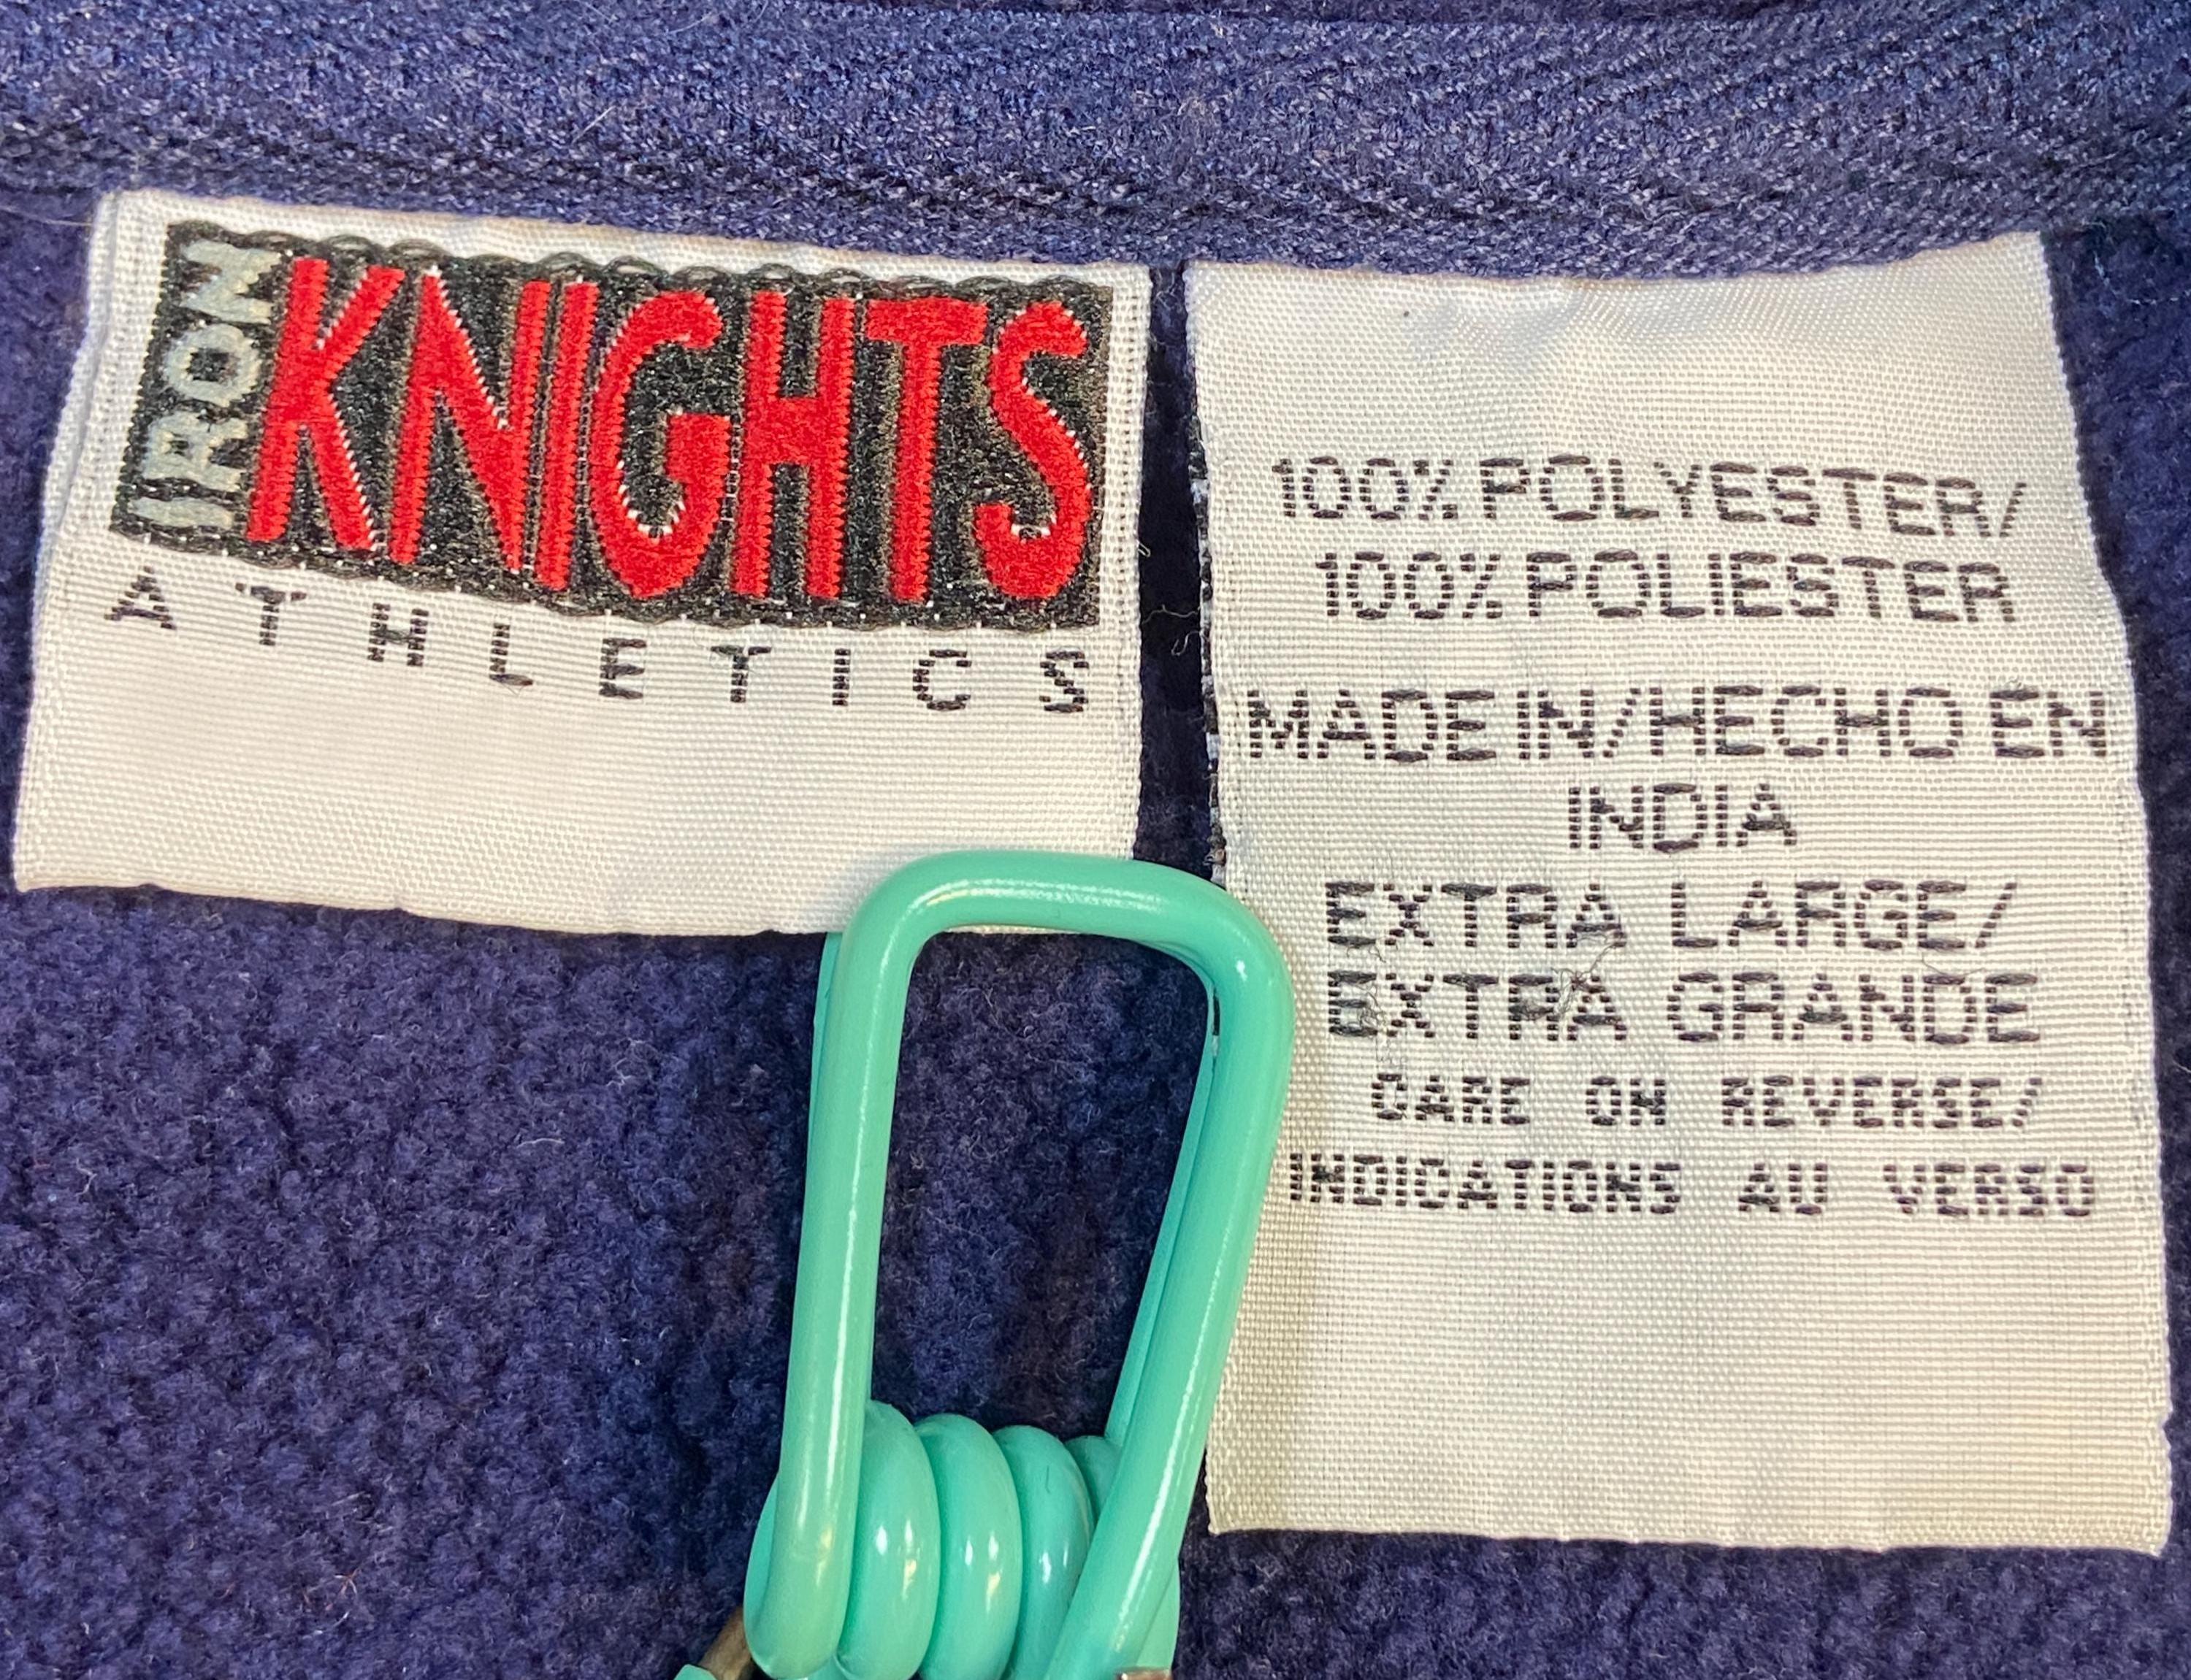 IRON
KNIGHTS
ATHLETICS
100% POLYESTER/
100% POLIESTER
MADE IN/HECHO EN
INDIA
EXTRA LARGE/
EXTRA GRANDE
CARE ON REVERSE/
INDICATIONS AU VERSO